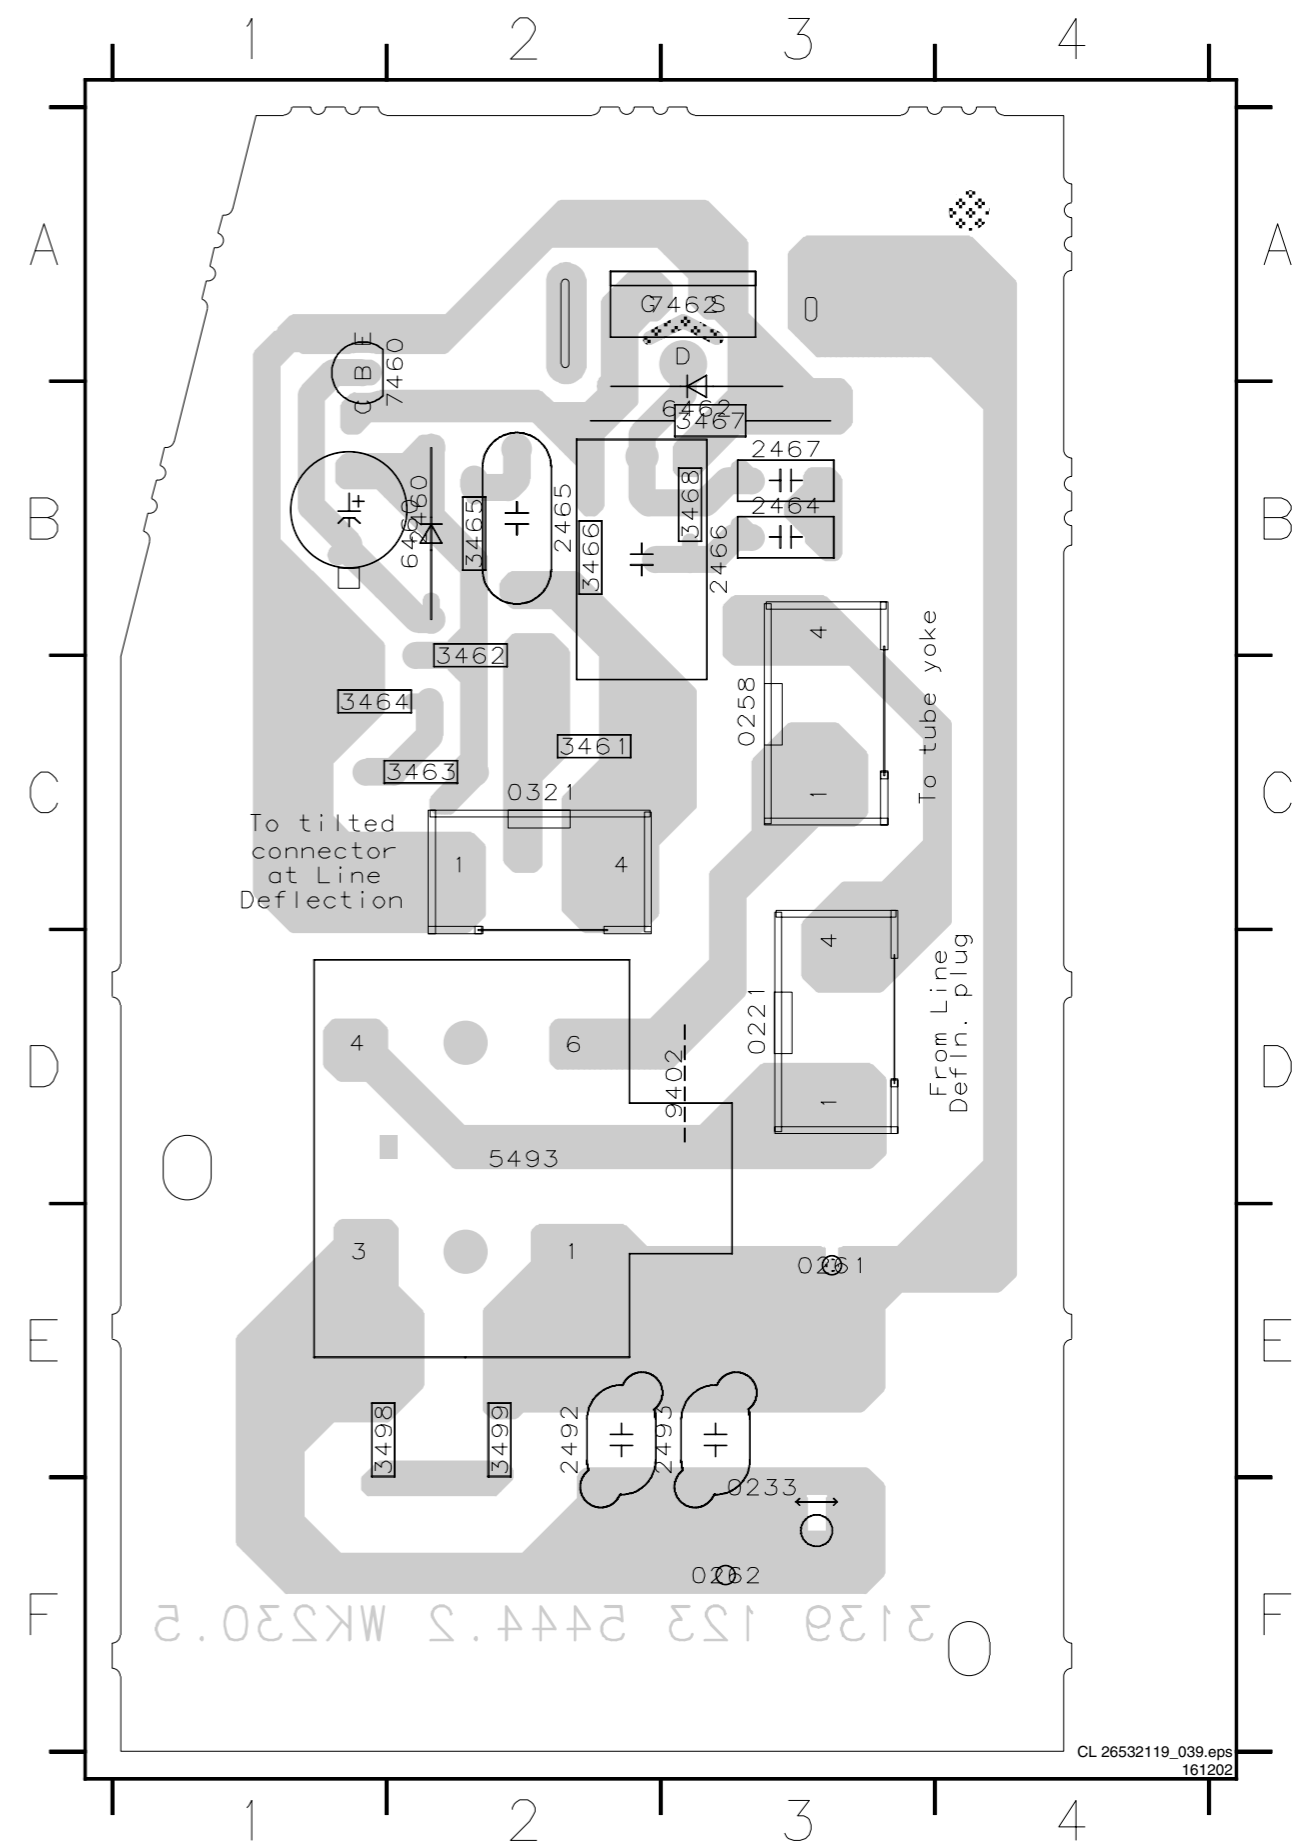 1 2 3 4
A A
G 7462 S
0
D
E
B
C
7460
6462
3467
2467
B B
2460
6460
3465
2465
3466
3468
2466
2464
3462
3464
3461
3463
4
0258
1
To tube yoke
C C
0321
1 4
To tilted
connector
at Line
Deflection
4
0221
1
From Line
Defln. plug
D D
4 6
9402
5493
3 1
0261
E E
3498
3499
2492
2493
0233
0262
F F
3139 123 5444.2 WK230.5
CL 26532119_039.eps
161202
1 2 3 4